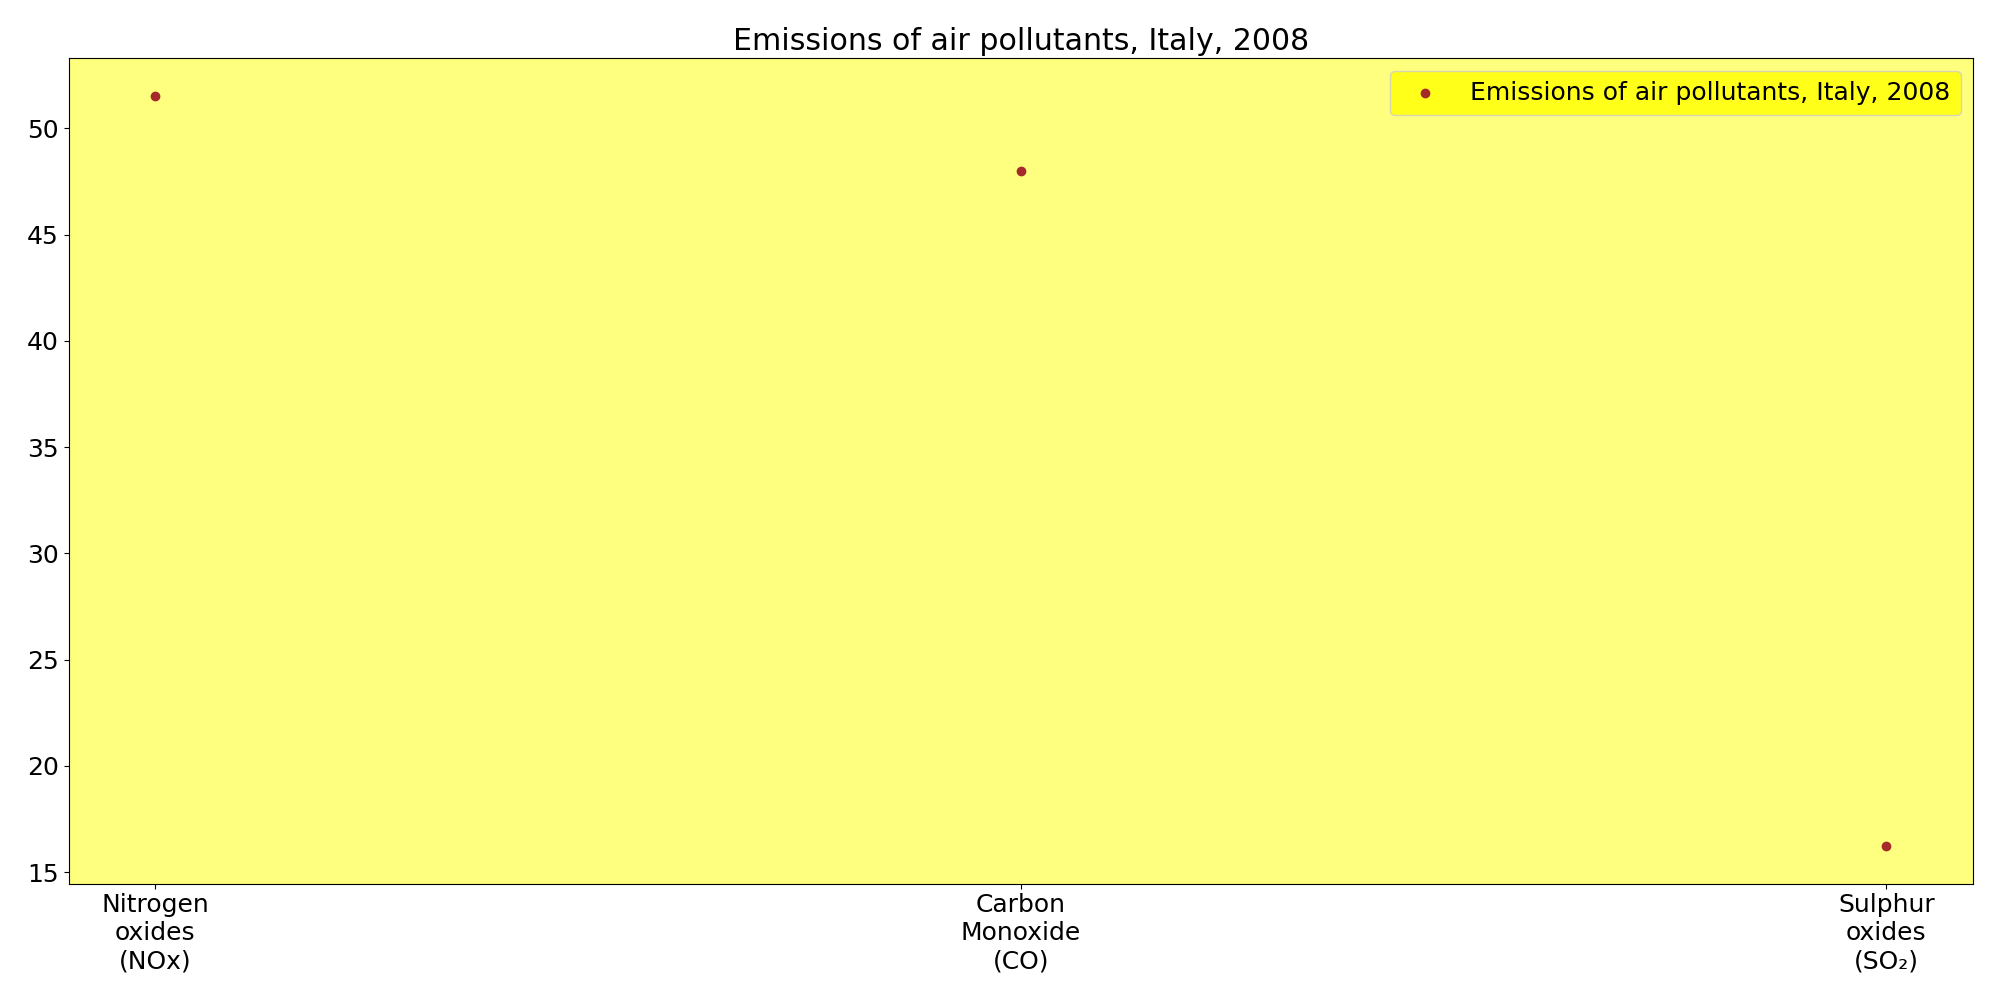 Emissions of air pollutants, Italy, 2008
Emissions of air pollutants, Italy, 2008
50
45
40
35
30
25
20
15
Nitrogen
oxides
(NOx)
Carbon
Monoxide
(CO)
Sulphur
oxides
(SO₂)